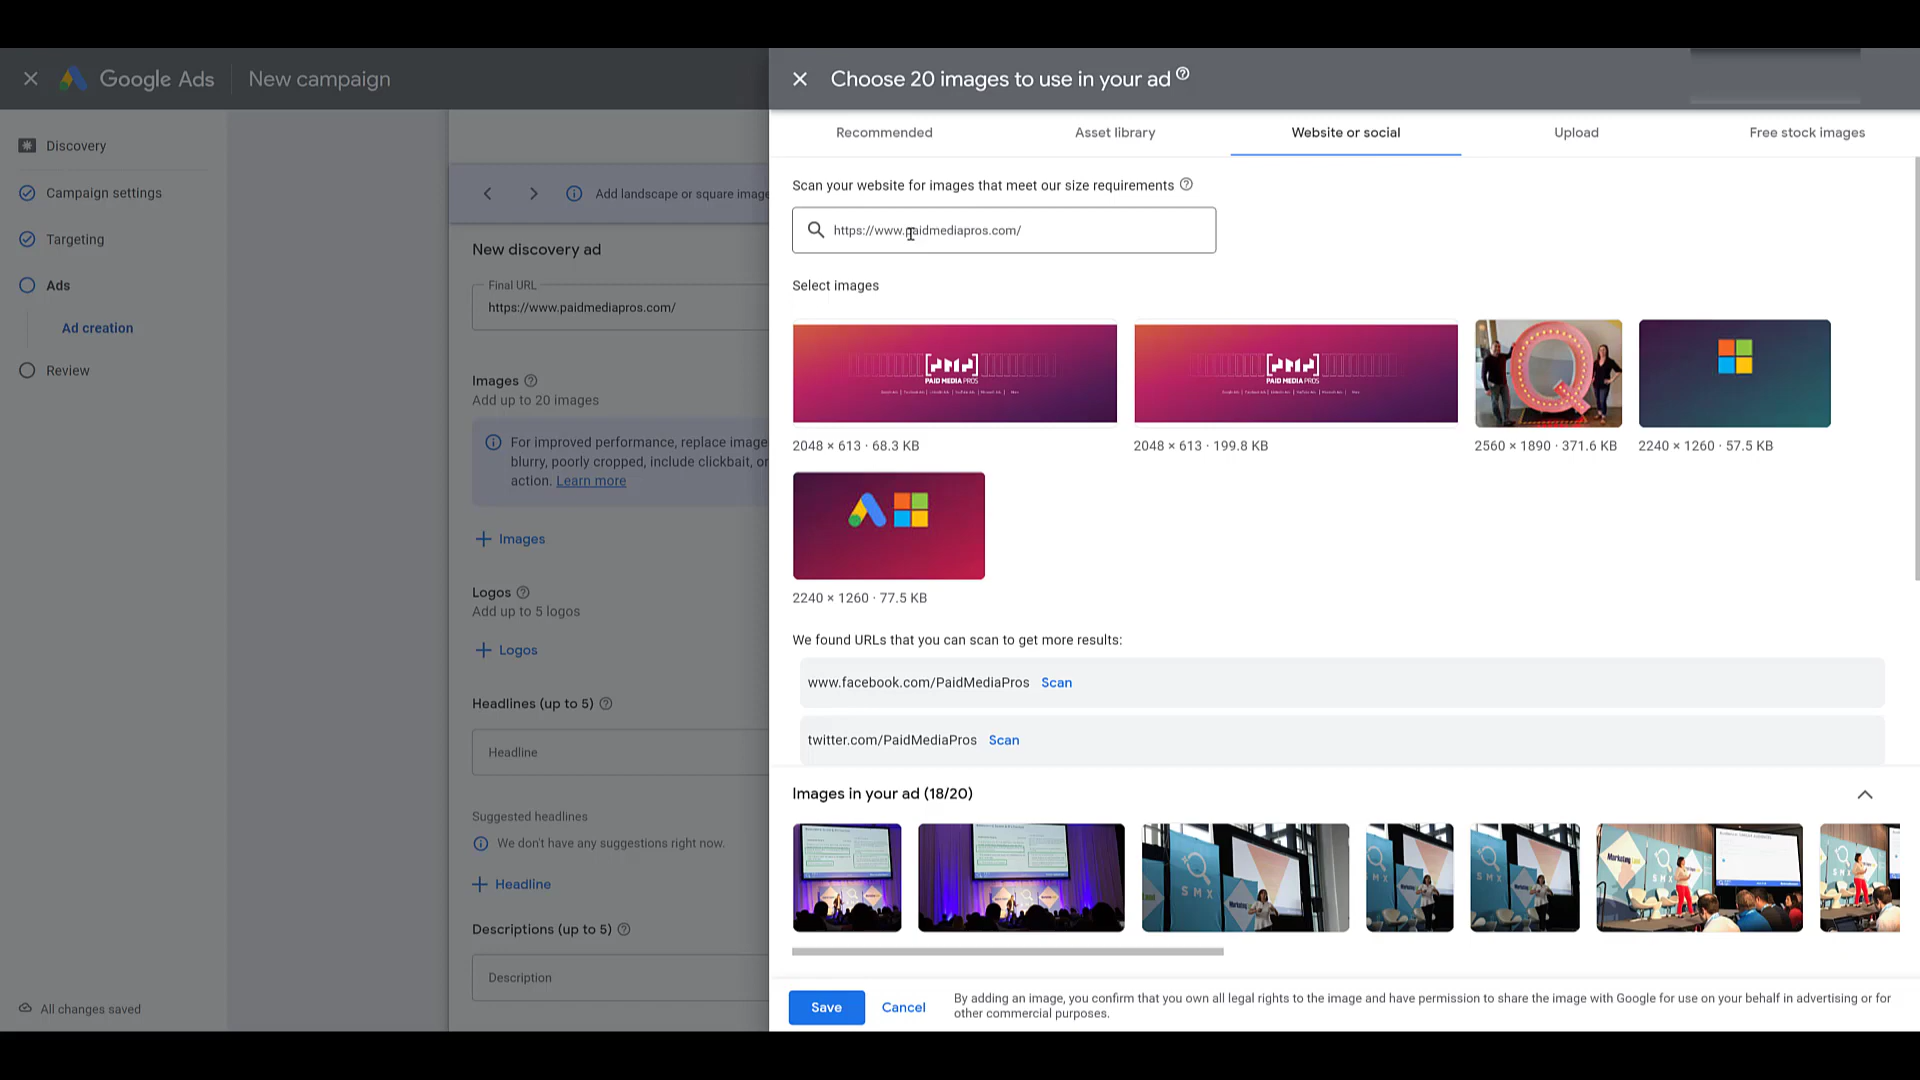 Google Ads
New campaign
Choose 20 images to use in your ad
Discovery
Campaign settings
Targeting
Ads
Ad creation
Review
All changes saved
Add landscape or square image
New discovery ad
Final URL
https://www.paidmediapros.com/
Images
Add up to 20 images
For improved performance, replace image
blurry, poorly cropped, include clickbait, or
action. Learn more
Images
Logos
Add up to 5 logos
Logos
Headlines (up to 5)
Headline
Suggested headlines
We don't have any suggestions right now.
Headline
Descriptions (up to 5)
Description
Recommended
Asset library
Website or social
Upload
Free stock images
Scan your website for images that meet our size requirements
https://www.paidmediapros.com/
Select images
PAID MEDIA PROS
PAID MEDIA PROS
Q
2048 × 613 · 68.3 KB
2048 × 613 · 199.8 KB
2560 × 1890 · 371.6 KB
2240 × 1260 · 57.5 KB
2240 × 1260 · 77.5 KB
We found URLs that you can scan to get more results:
www.facebook.com/PaidMediaPros Scan
twitter.com/PaidMediaPros Scan
Images in your ad (18/20)
SMX
Save
Cancel
By adding an image, you confirm that you own all legal rights to the image and have permission to share the image with Google for use on your behalf in advertising or for
other commercial purposes.